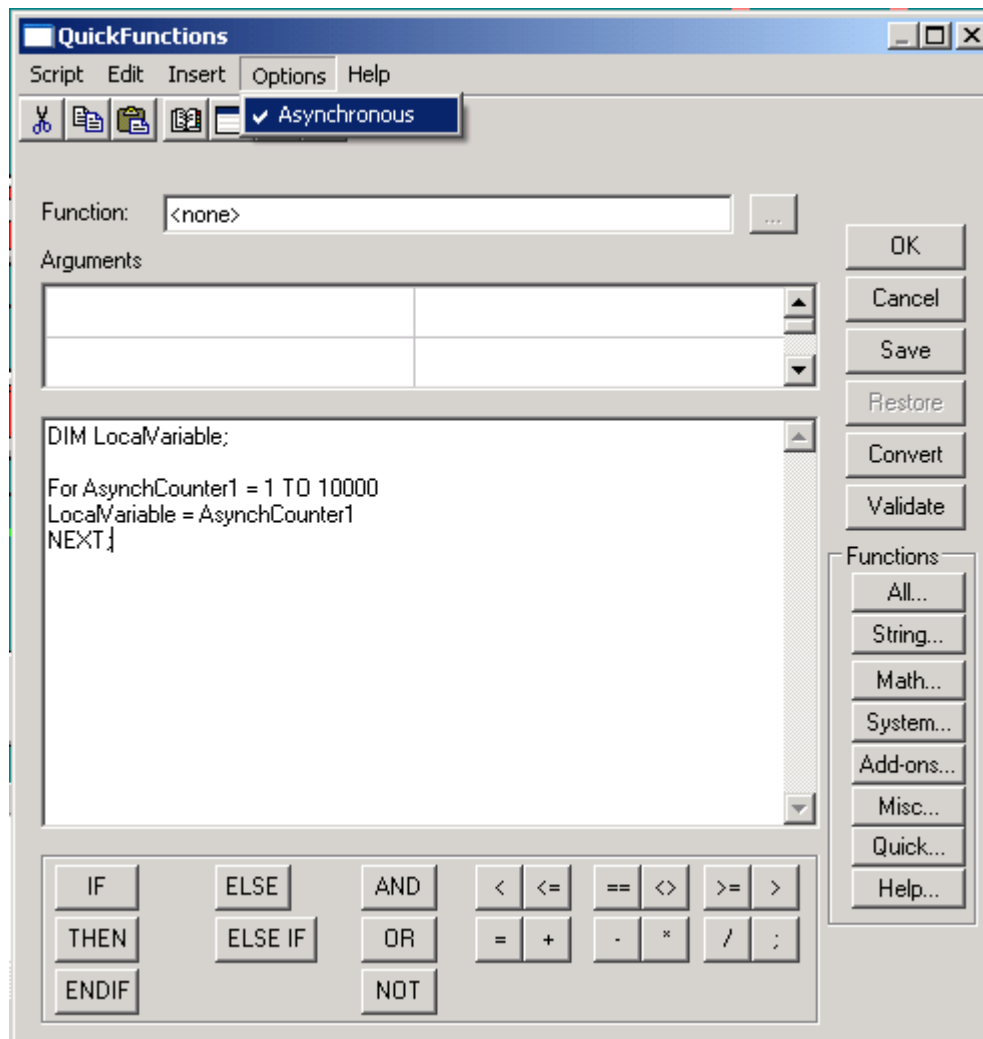 QuickFunctions
Script Edit Insert Options Help
Asynchronous
Function: <none> ...
Arguments
OK
Cancel
Save
Restore
Convert
Validate
DIM LocalVariable;
For AsynchCounter1 = 1 TO 10000
LocalVariable = AsynchCounter1
NEXT;
Functions
All...
String...
Math...
System...
Add-ons...
Misc...
Quick...
Help...
IF ELSE AND < <= == <> >= >
THEN ELSE IF OR = + - * / ;
ENDIF NOT